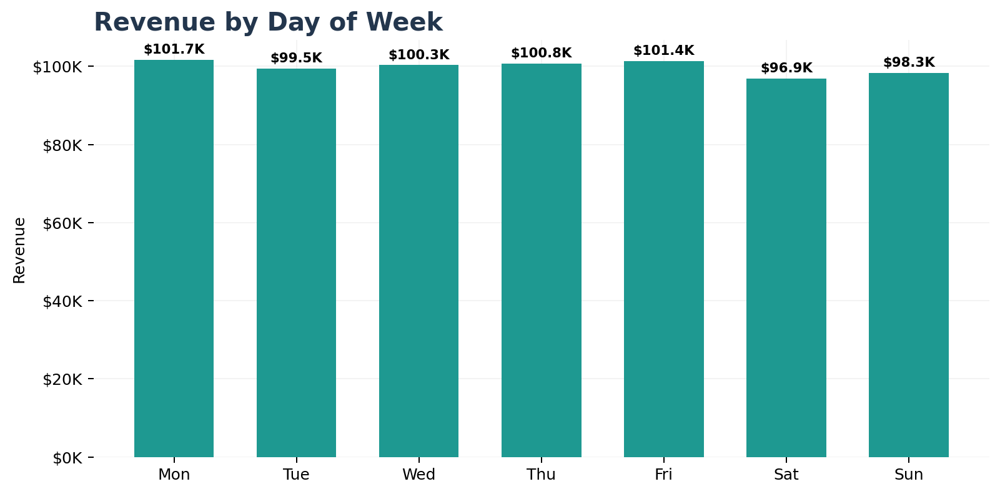 Revenue by Day of Week
$101.7K
$99.5K
$100.3K
$100.8K
$101.4K
$96.9K
$98.3K
$100K
$80K
$60K
$40K
$20K
$0K
Revenue
Mon Tue Wed Thu Fri Sat Sun